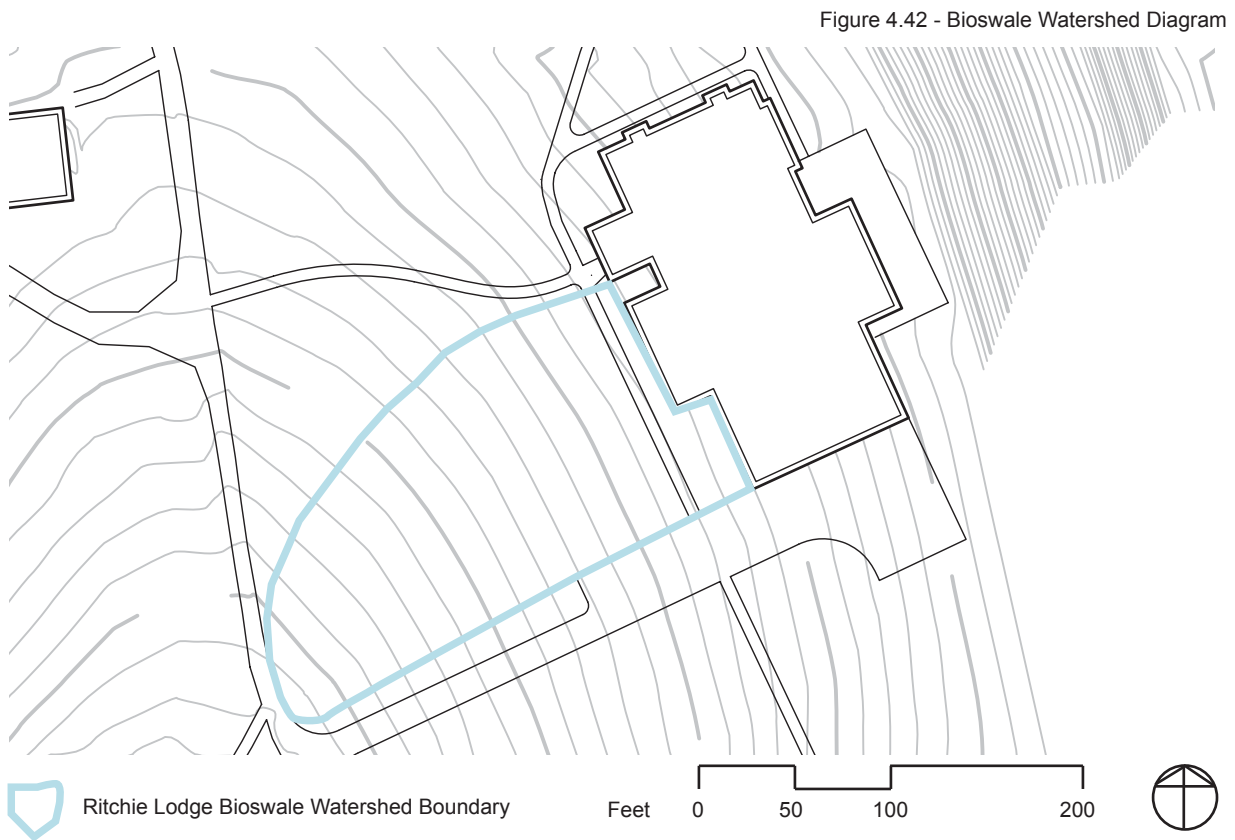 Figure 4.42 - Bioswale Watershed Diagram
Ritchie Lodge Bioswale Watershed Boundary
Feet 0 50 100 200